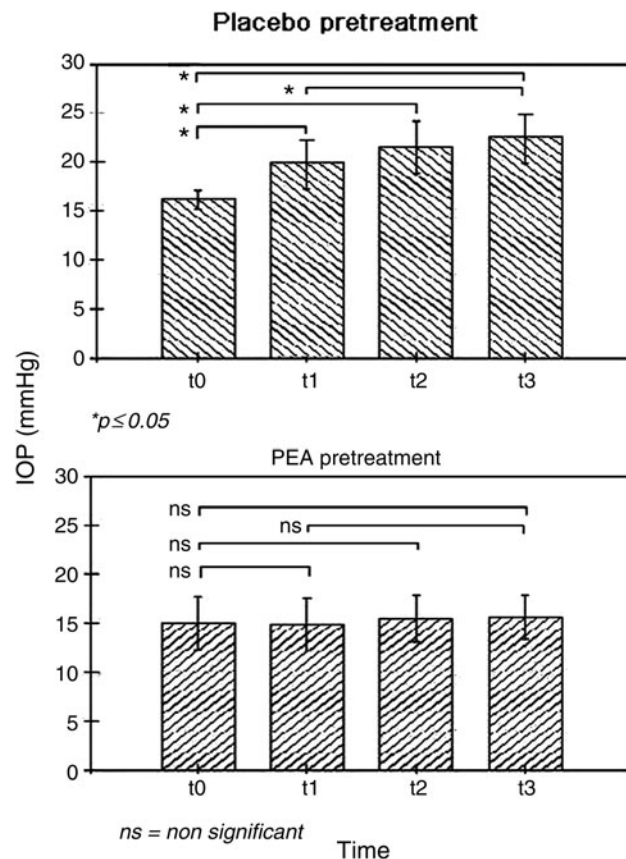 Placebo pretreatment
30
*
*
25
*
*
20
15
10
5
0
t0 t1 t2 t3
*p≤0.05
IOP (mmHg)
PEA pretreatment
30
ns
ns
25
ns
ns
20
15
10
5
0
t0 t1 t2 t3
ns = non significant
Time